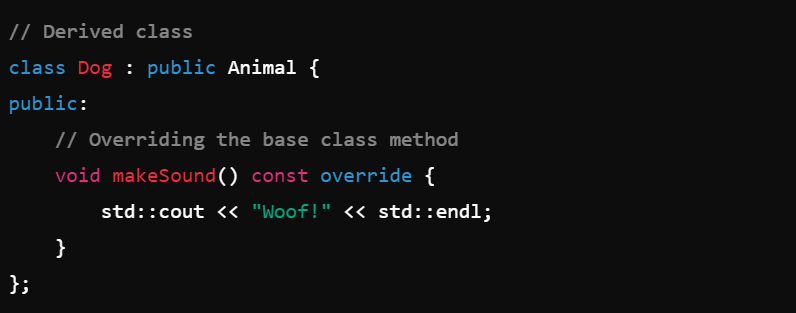 // Derived class
class Dog : public Animal {
public:
    // Overriding the base class method
    void makeSound() const override {
        std::cout << "Woof!" << std::endl;
    }
};